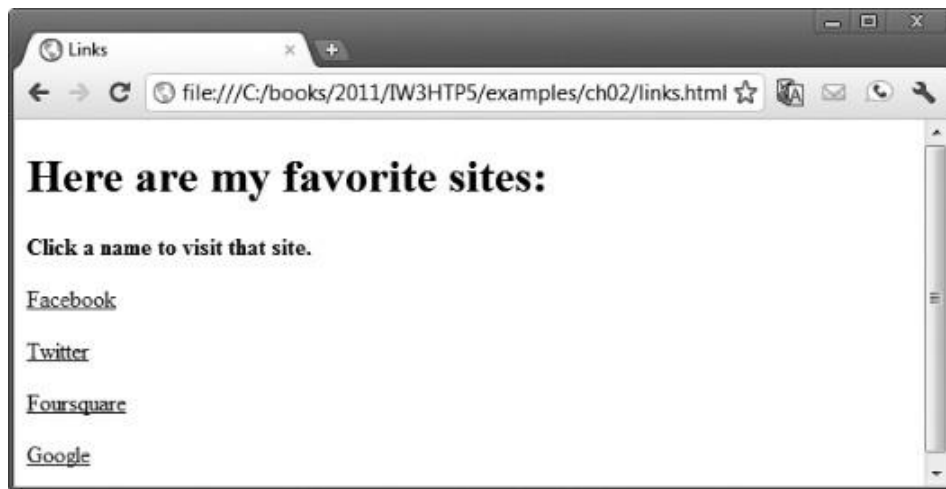 Links
file:///C:/books/2011/IW3HTP5/examples/ch02/links.html
Here are my favorite sites:
Click a name to visit that site.
Facebook
Twitter
Foursquare
Google